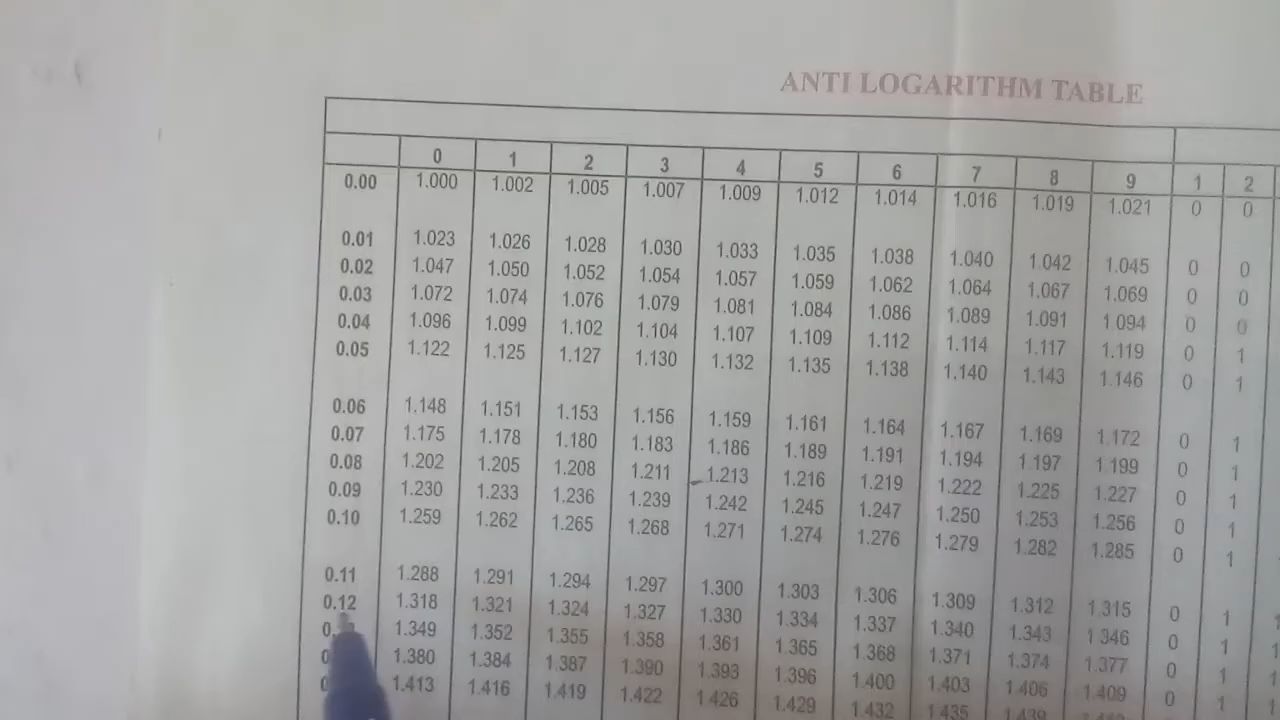 ANTI LOGARITHM TABLE
0 1 2 3 4 5 6 7 8 9 1 2
0.00 1.000 1.002 1.005 1.007 1.009 1.012 1.014 1.016 1.019 1.021 0 0
0.01 1.023 1.026 1.028 1.030 1.033 1.035 1.038 1.040 1.042 1.045 0 0
0.02 1.047 1.050 1.052 1.054 1.057 1.059 1.062 1.064 1.067 1.069 0 0
0.03 1.072 1.074 1.076 1.079 1.081 1.084 1.086 1.089 1.091 1 094 0 0
0.04 1.096 1.099 1.102 1.104 1.107 1.109 1.112 1.114 1.117 1.119 0 1
0.05 1.122 1.125 1.127 1.130 1.132 1.135 1.138 1.140 1.143 1.146 0 1
0.06 1.148 1.151 1.153 1.156 1.159 1.161 1.164 1.167 1.169 1.172 0 1
0.07 1.175 1.178 1.180 1.183 1.186 1.189 1.191 1.194 1.197 1.199 0 1
0.08 1.202 1.205 1.208 1.211 1.213 1.216 1.219 1.222 1.225 1.227 0 1
0.09 1.230 1.233 1.236 1.239 1.242 1.245 1.247 1.250 1.253 1.256 0 1
0.10 1.259 1.262 1.265 1.268 1.271 1.274 1.276 1.279 1.282 1.285 0 1
0.11 1.288 1.291 1.294 1.297 1.300 1.303 1.306 1.309 1.312 1.315 0 1
0.12 1.318 1.321 1.324 1.327 1.330 1.334 1.337 1.340 1.343 1 346 0 1
1.349 1.352 1.355 1.358 1.361 1.365 1.368 1.371 1.374 1.377 0 1
1.380 1.384 1.387 1.390 1.393 1.396 1.400 1.403 1.406 1.409 0 1
1.413 1.416 1.419 1.422 1.426 1.429 1.432 1.435